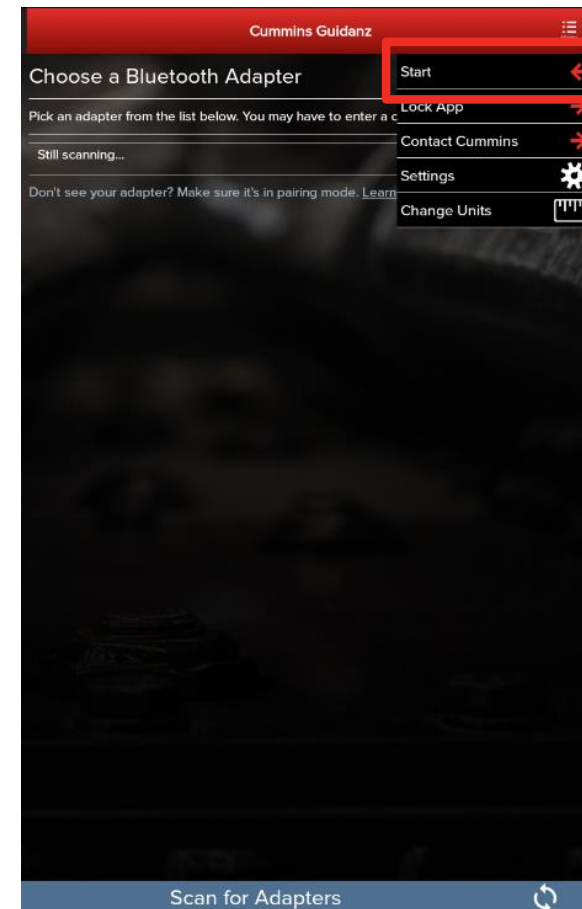 Cummins Guidanz
Choose a Bluetooth Adapter
Pick an adapter from the list below. You may have to enter a c
Still scanning...
Don't see your adapter? Make sure it's in pairing mode. Learn
Start
Lock App
Contact Cummins
Settings
Change Units
Scan for Adapters